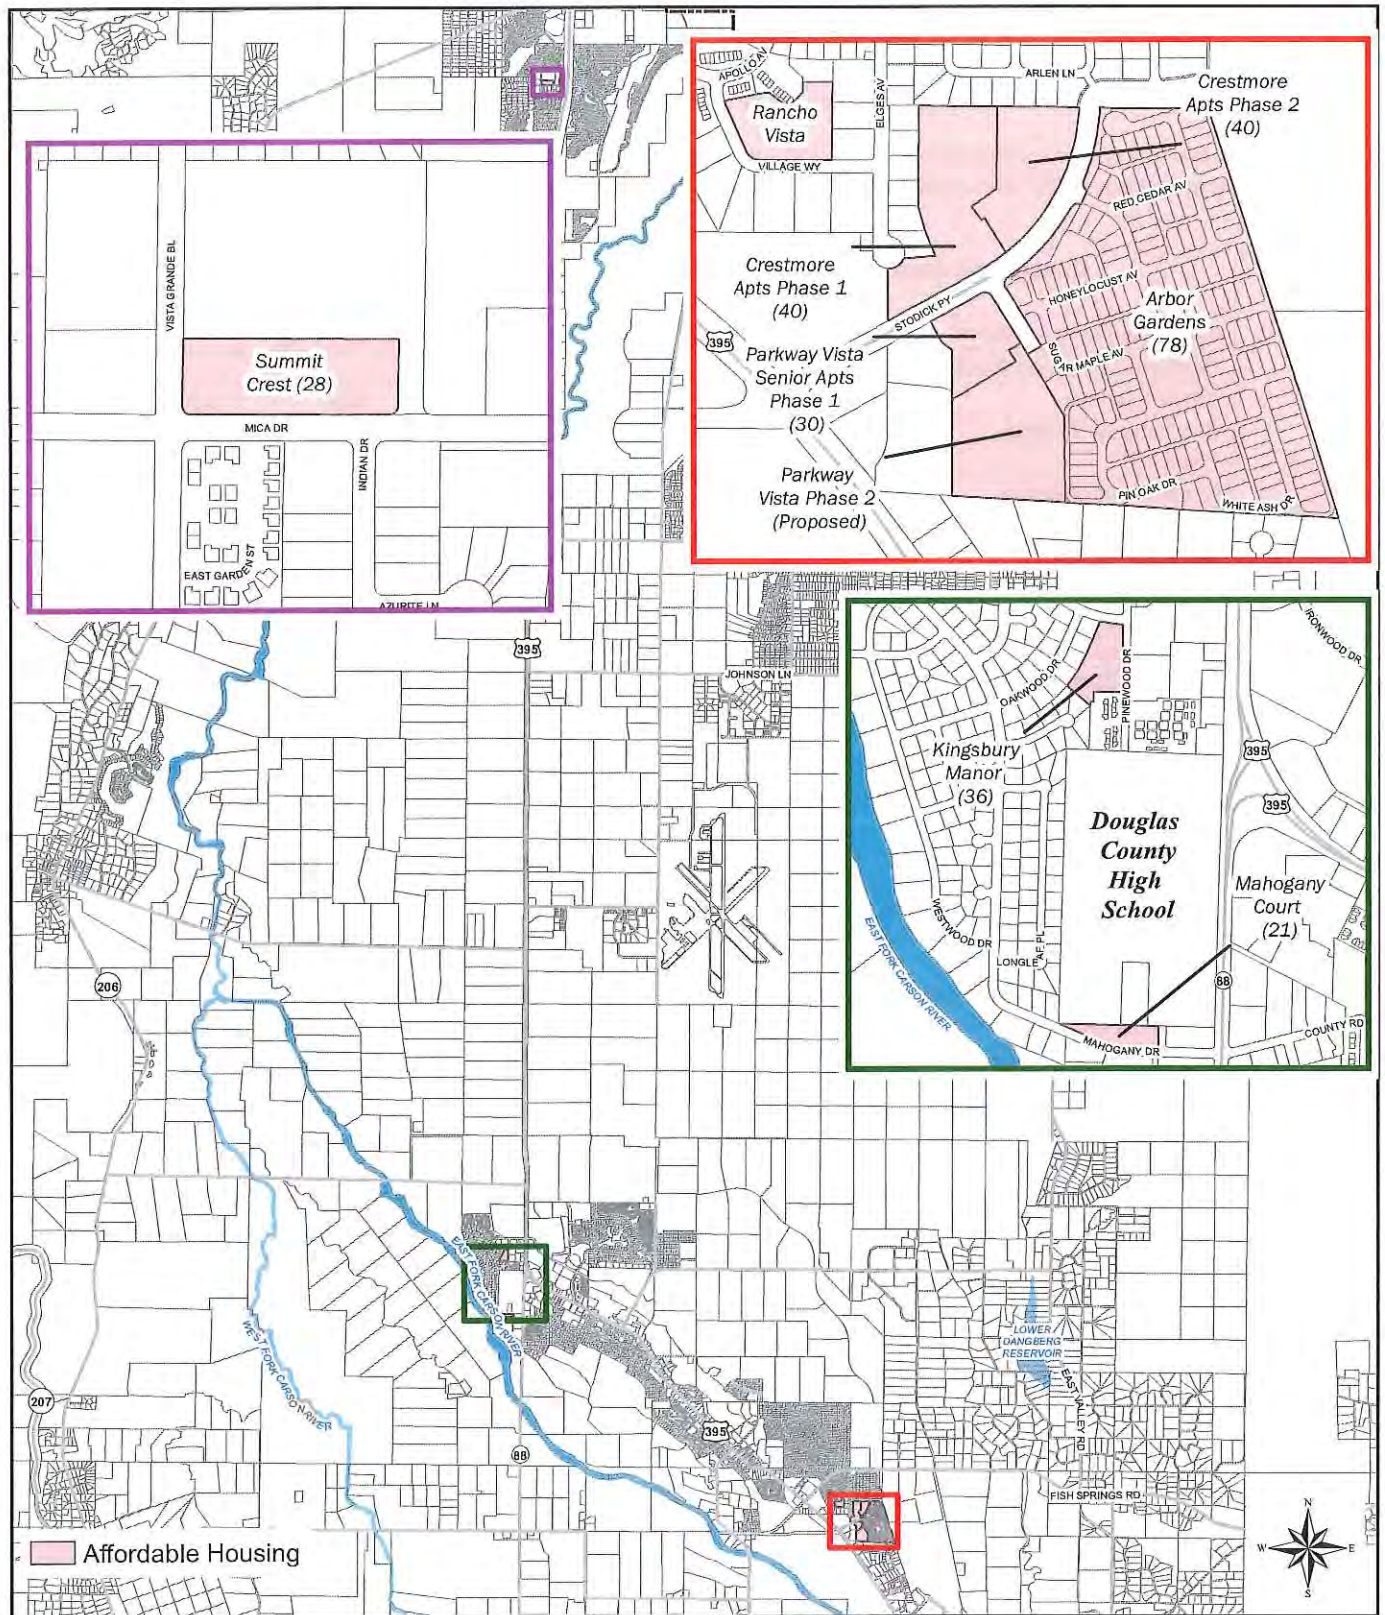 APOLLO AV
Rancho
Vista
ELGES AV
ARLEN LN
Crestmore
Apts Phase 2
(40)
VILLAGE WY
RED CEDAR AV
Crestmore
Apts Phase 1
(40)
HONEYLOCUST AV
Arbor
Gardens
(78)
STODICK PY
395
SUGAR MAPLE AV
Parkway Vista
Senior Apts
Phase 1
(30)
Parkway
Vista Phase 2
(Proposed)
PIN OAK DR
WHITE ASH DR
VISTA GRANDE BL
Summit
Crest (28)
MICA DR
INDIAN DR
EAST GARDEN ST
AZURITE LN
395
JOHNSON LN
IRONWOOD DR
OAKWOOD DR
PINEWOOD DR
Kingsbury
Manor
(36)
395
395
Douglas
County
High
School
Mahogany
Court
(21)
WESTWOOD DR
LONGLEAF PL
EAST FORK CARSON RIVER
88
MAHOGANY DR
COUNTY RD
206
EAST FORK CARSON RIVER
WEST FORK CARSON RIVER
LOWER
DANGBERG
RESERVOIR
EAST VALLEY RD
207
395
88
FISH SPRINGS RD
N
W
E
S
Affordable Housing